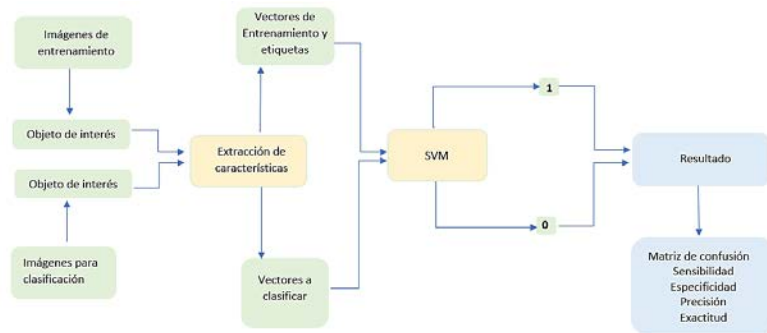 Imágenes de
entrenamiento
Objeto de interés
Objeto de interés
Imágenes para
clasificación
Extracción de
características
Vectores de
Entrenamiento y
etiquetas
Vectores a
clasificar
SVM
1
0
Resultado
Matriz de confusión
Sensibilidad
Especificidad
Precisión
Exactitud